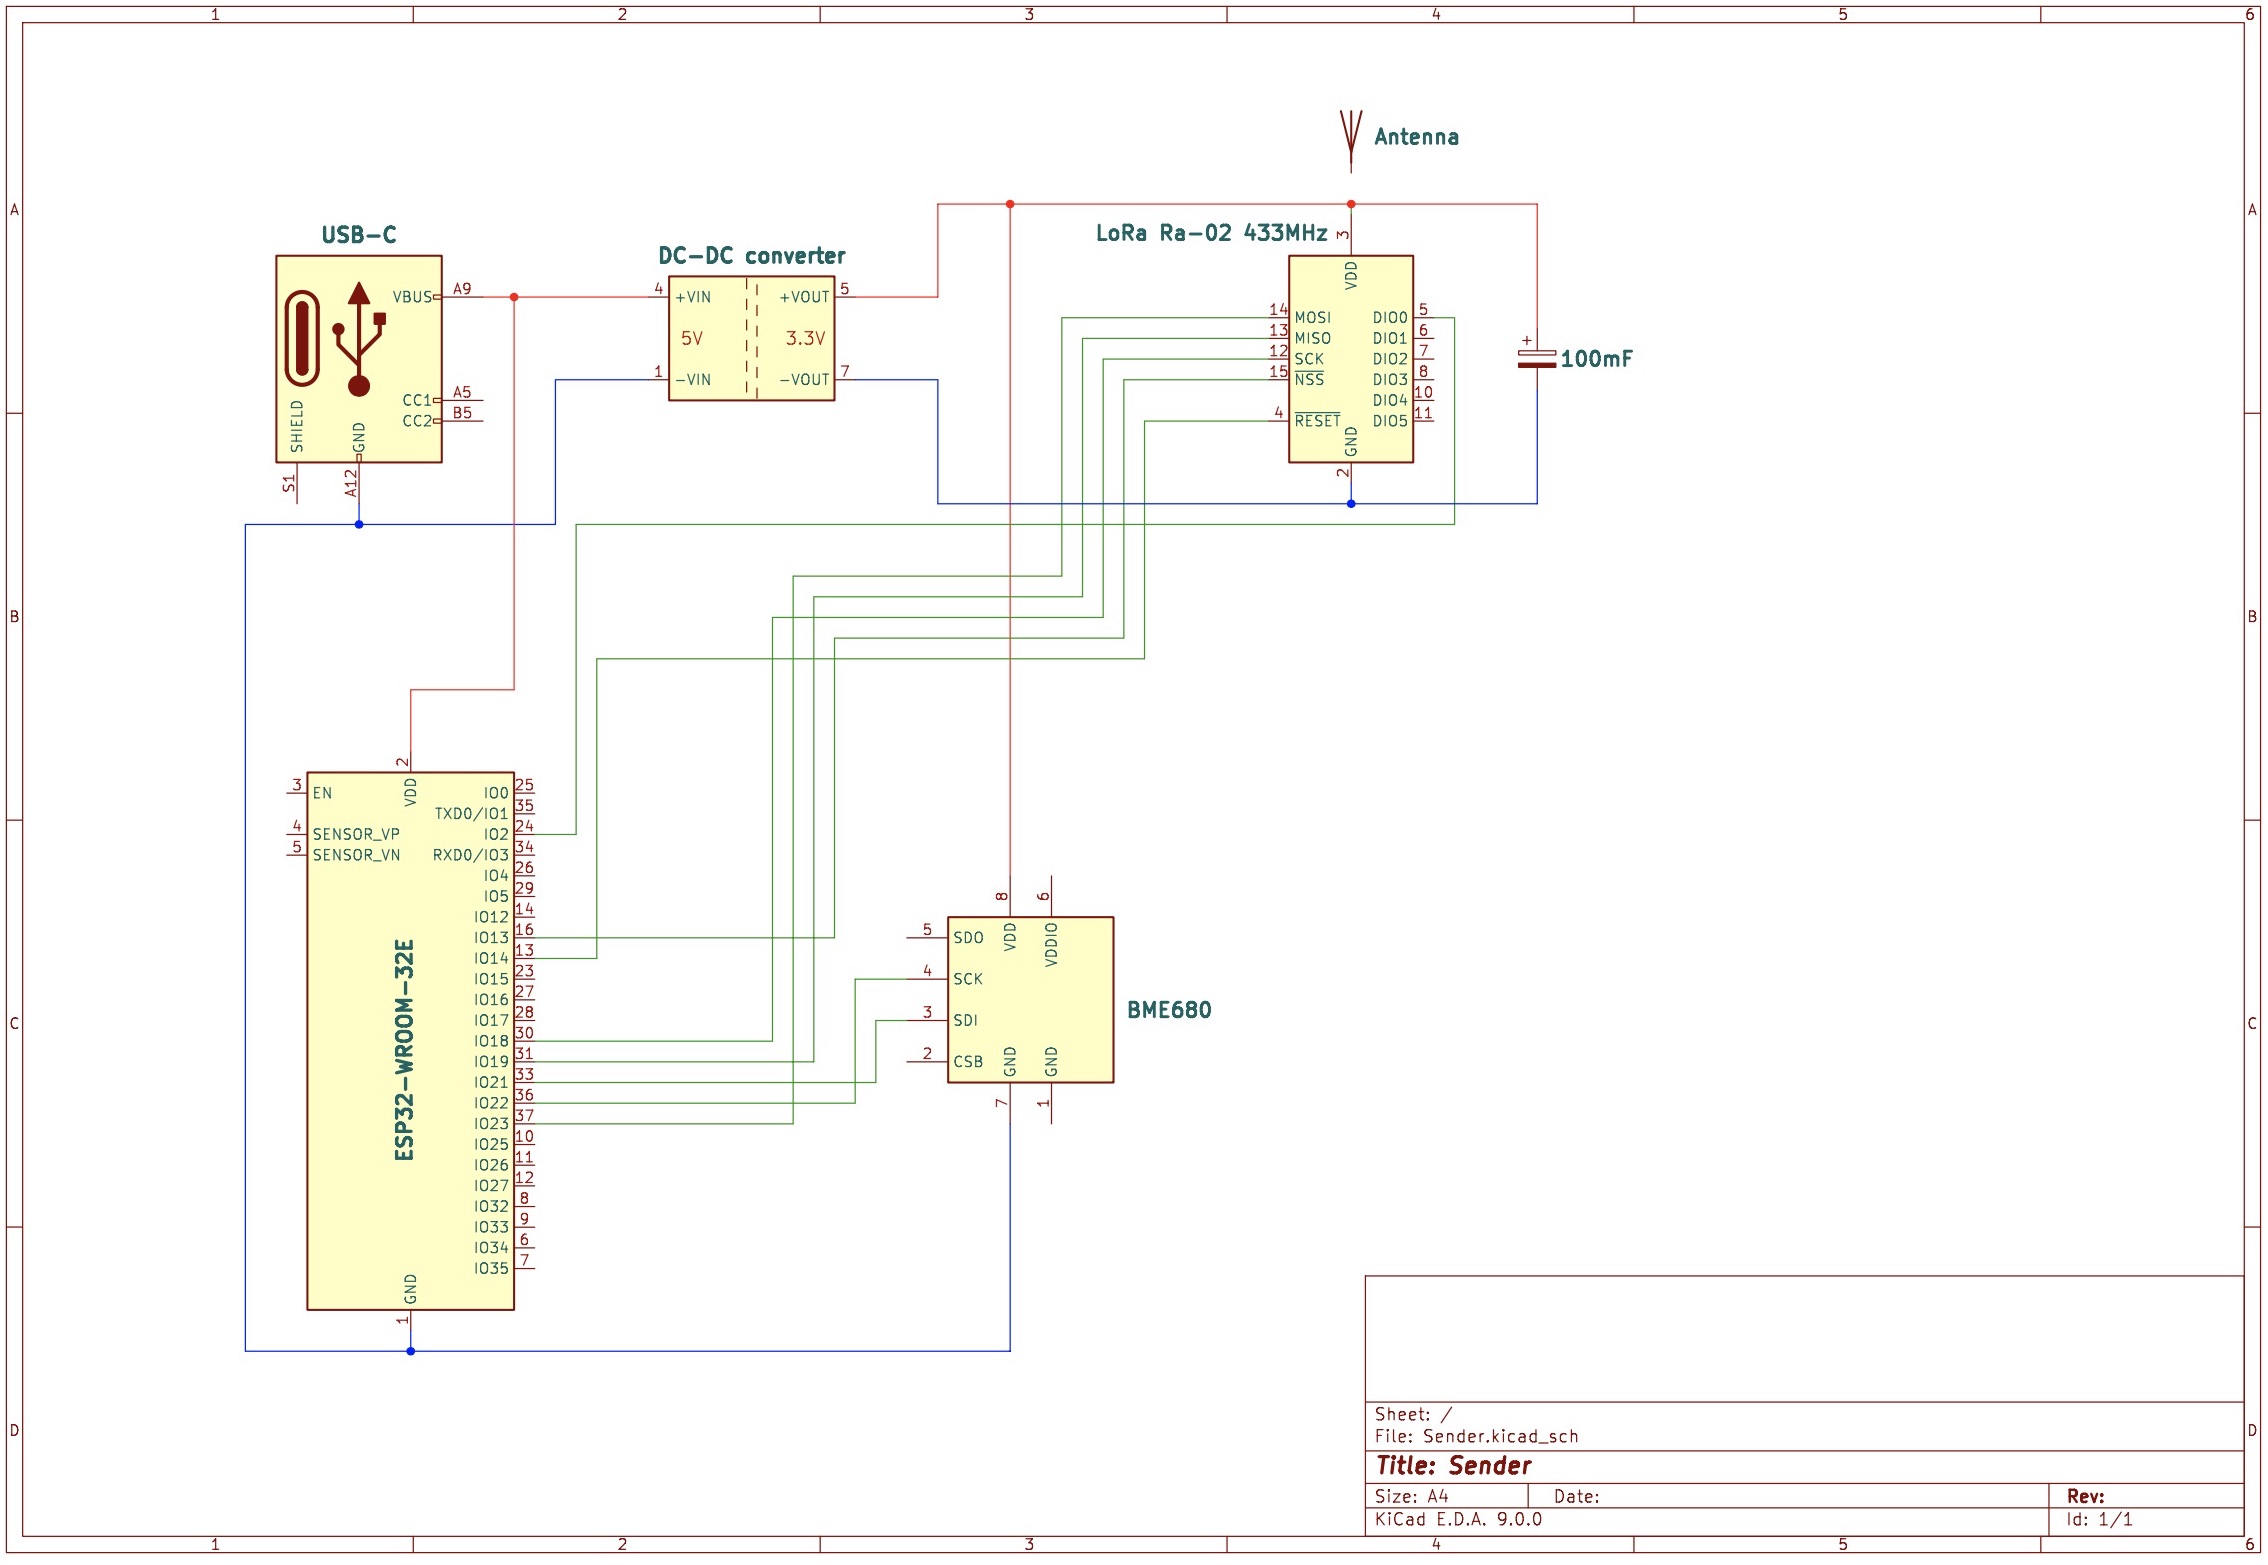 1 2 3 4 5 6
A A
B B
C C
D D
Antenna
USB-C
VBUS A9
CC1 A5
CC2 B5
SHIELD
S1
GND
A12
DC-DC converter
4 +VIN +VOUT 5
5V 3.3V
1 -VIN -VOUT 7
LoRa Ra-02 433MHz
3
VDD
14 MOSI DIO0 5
13 MISO DIO1 6
12 SCK DIO2 7
15 NSS DIO3 8
DIO4 10
4 RESET DIO5 11
GND
2
+
100mF
2
VDD
3 EN IO0 25
TXD0/IO1 35
4 SENSOR_VP IO2 24
5 SENSOR_VN RXD0/IO3 34
IO4 26
IO5 29
IO12 14
IO13 16
IO14 13
IO15 23
IO16 27
IO17 28
IO18 30
IO19 31
IO21 33
IO22 36
IO23 37
IO25 10
IO26 11
IO27 12
IO32 8
IO33 9
IO34 6
IO35 7
ESP32-WROOM-32E
GND
1
8 6
VDD VDDIO
5 SDO
4 SCK
3 SDI
2 CSB
GND GND
7 1
BME680
Sheet: /
File: Sender.kicad_sch
Title: Sender
Size: A4 Date: Rev:
KiCad E.D.A. 9.0.0 Id: 1/1
1 2 3 4 5 6